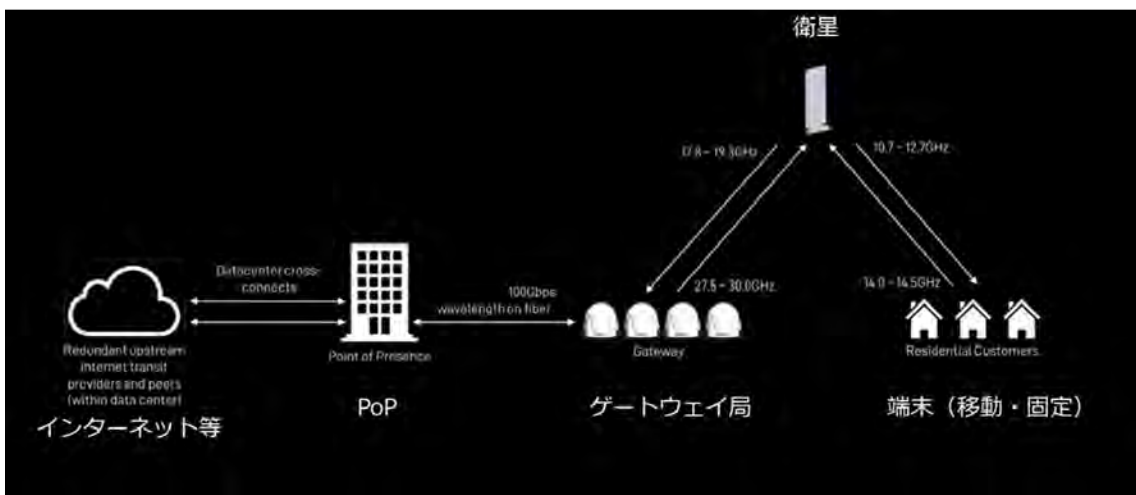 衛星
17.8 – 19.3GHz
10.7 – 12.7GHz
Datacenter cross-
connects
100Gbps
wavelength on fiber
27.5 – 30.0GHz
14.0 – 14.5GHz
Redundant upstream
internet transit
providers and peers
(within data center)
Point of Presence
Gateway
Residential Customers
インターネット等
PoP
ゲートウェイ局
端末（移動・固定）